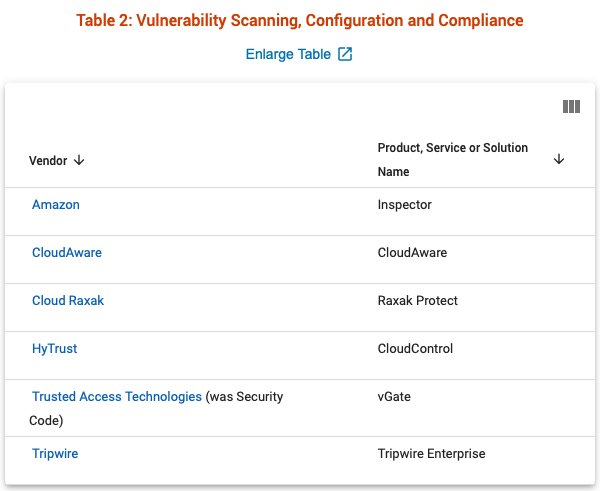 Table 2: Vulnerability Scanning, Configuration and Compliance
Enlarge Table
Vendor
Product, Service or Solution
Name
Amazon
Inspector
CloudAware
CloudAware
Cloud Raxak
Raxak Protect
HyTrust
CloudControl
Trusted Access Technologies (was Security
Code)
vGate
Tripwire
Tripwire Enterprise